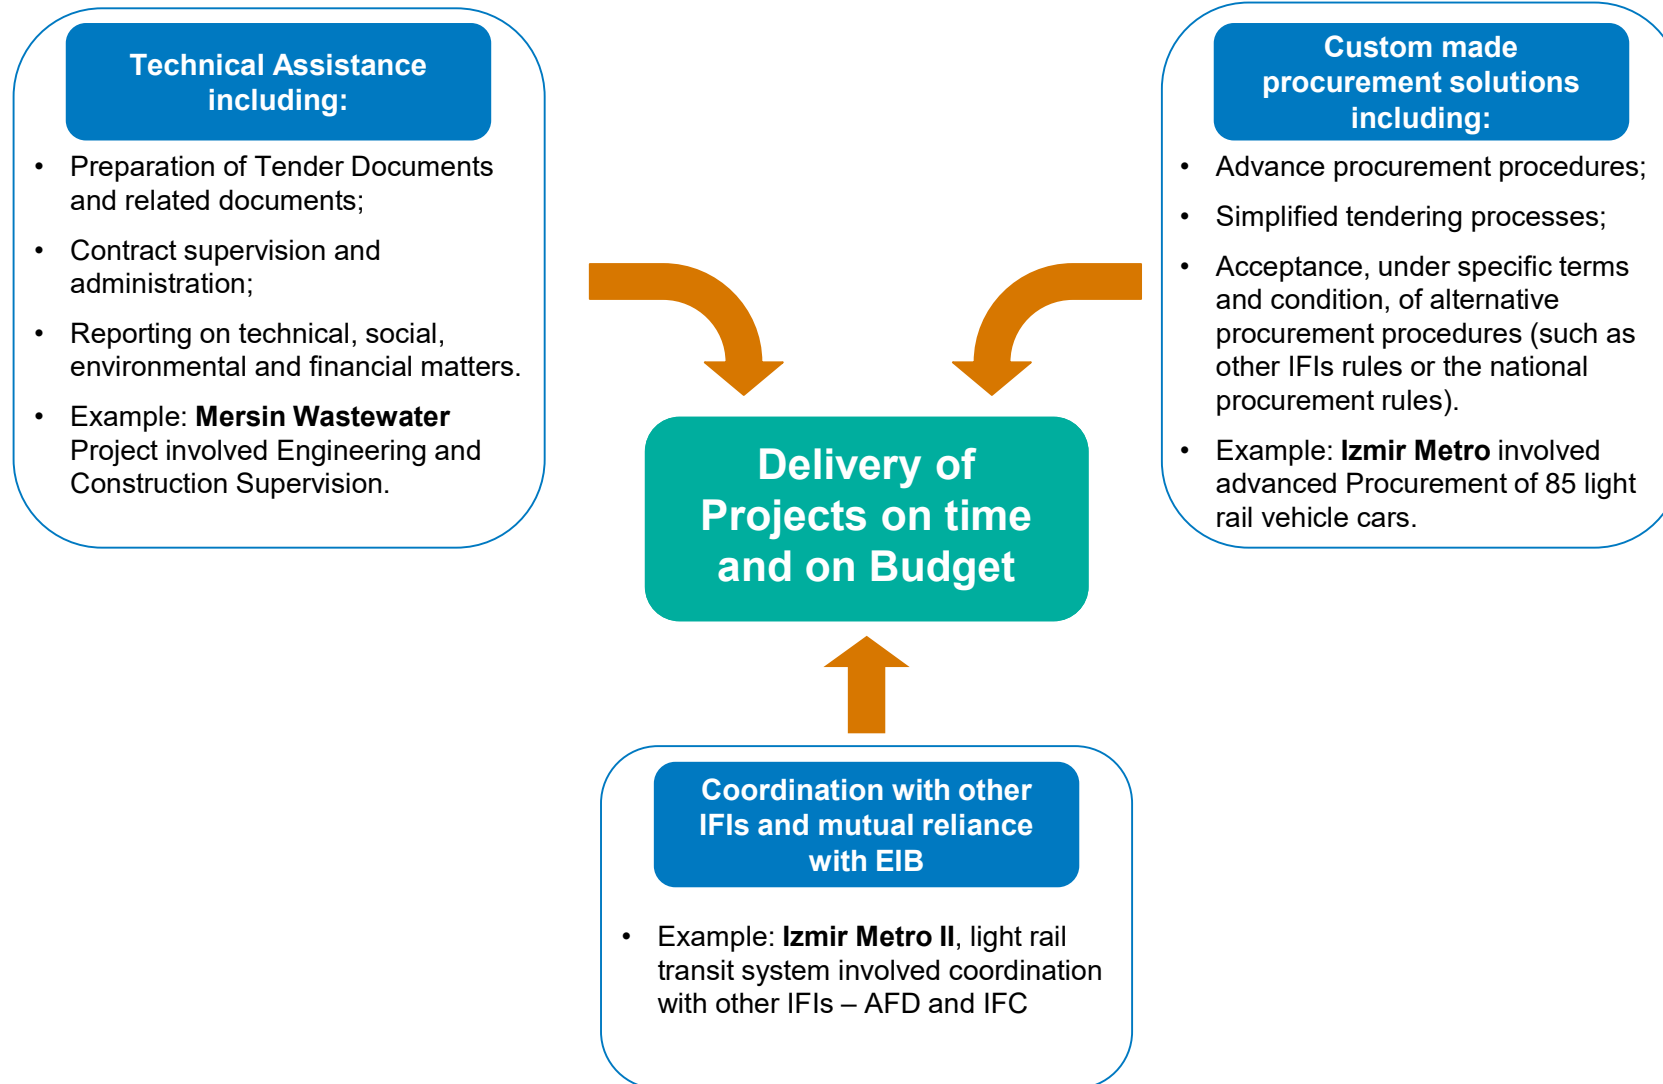 Technical Assistance
including:
• Preparation of Tender Documents
and related documents;
• Contract supervision and
administration;
• Reporting on technical, social,
environmental and financial matters.
• Example: Mersin Wastewater
Project involved Engineering and
Construction Supervision.
Custom made
procurement solutions
including:
• Advance procurement procedures;
• Simplified tendering processes;
• Acceptance, under specific terms
and condition, of alternative
procurement procedures (such as
other IFIs rules or the national
procurement rules).
• Example: Izmir Metro involved
advanced Procurement of 85 light
rail vehicle cars.
Delivery of
Projects on time
and on Budget
Coordination with other
IFIs and mutual reliance
with EIB
• Example: Izmir Metro II, light rail
transit system involved coordination
with other IFIs – AFD and IFC